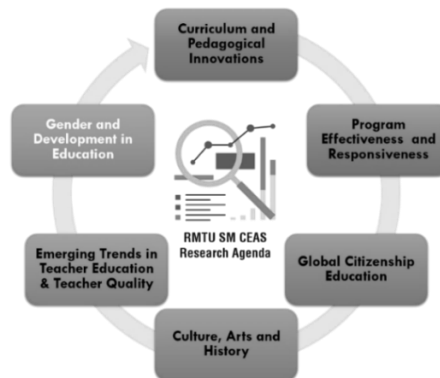 Curriculum and
Pedagogical
Innovations
Program
Effectiveness and
Responsiveness
Global Citizenship
Education
Culture, Arts and
History
Emerging Trends in
Teacher Education
& Teacher Quality
Gender and
Development in
Education
RMTU SM CEAS
Research Agenda